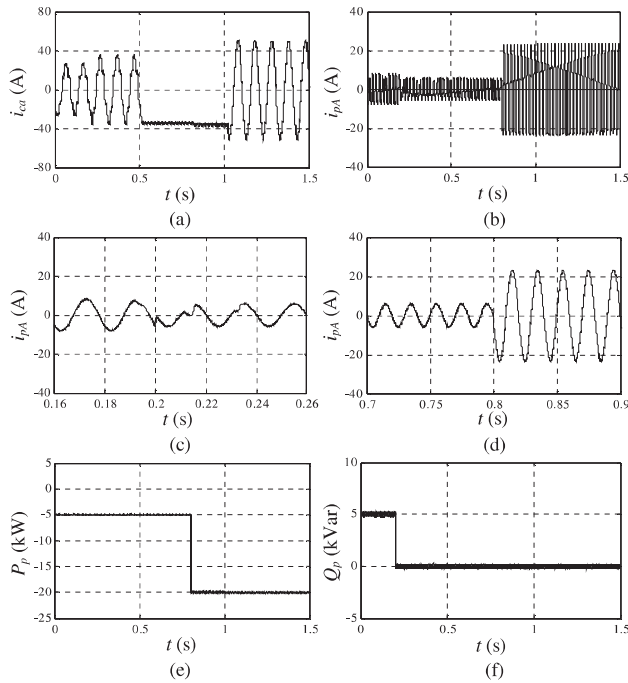 80
40
0
-40
-80
i_ca (A)
0 0.5 1 1.5
t (s)
(a)
40
20
0
-20
-40
i_pA (A)
0 0.5 1 1.5
t (s)
(b)
40
20
0
-20
-40
i_pA (A)
0.16 0.18 0.2 0.22 0.24 0.26
t (s)
(c)
40
20
0
-20
-40
i_pA (A)
0.7 0.75 0.8 0.85 0.9
t (s)
(d)
5
0
-5
-10
-15
-20
-25
P_p (kW)
0 0.5 1 1.5
t (s)
(e)
10
5
0
-5
Q_p (kVar)
0 0.5 1 1.5
t (s)
(f)